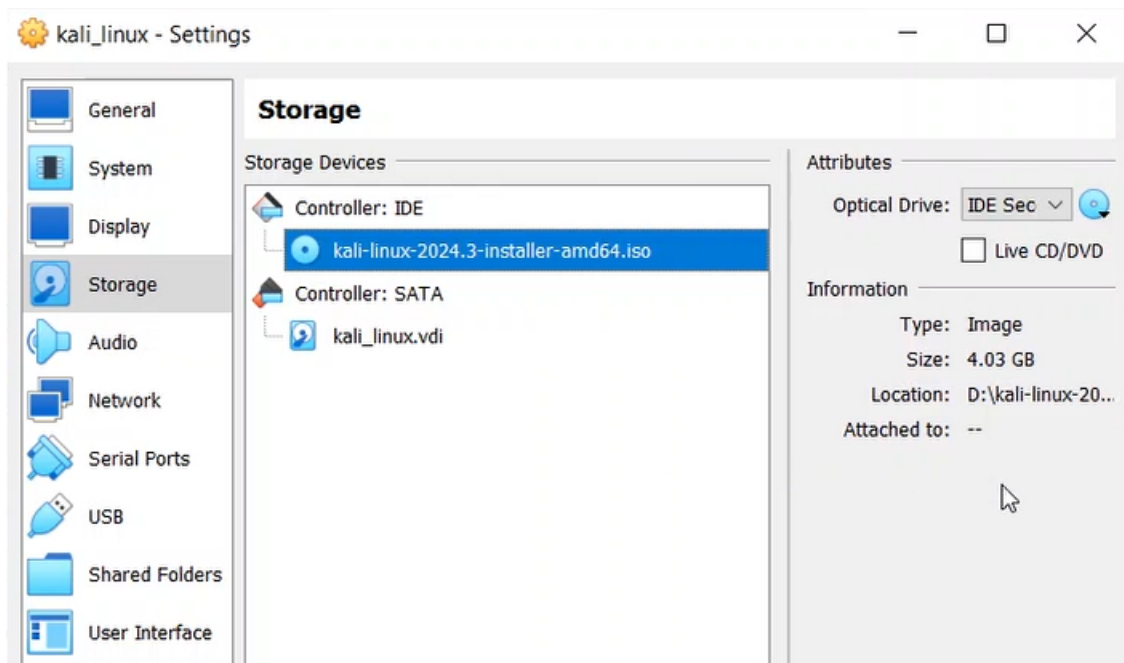 kali_linux - Settings
General
System
Display
Storage
Audio
Network
Serial Ports
USB
Shared Folders
User Interface
Storage
Storage Devices
Controller: IDE
kali-linux-2024.3-installer-amd64.iso
Controller: SATA
kali_linux.vdi
Attributes
Optical Drive: IDE Sec
Live CD/DVD
Information
Type: Image
Size: 4.03 GB
Location: D:\kali-linux-20...
Attached to: --